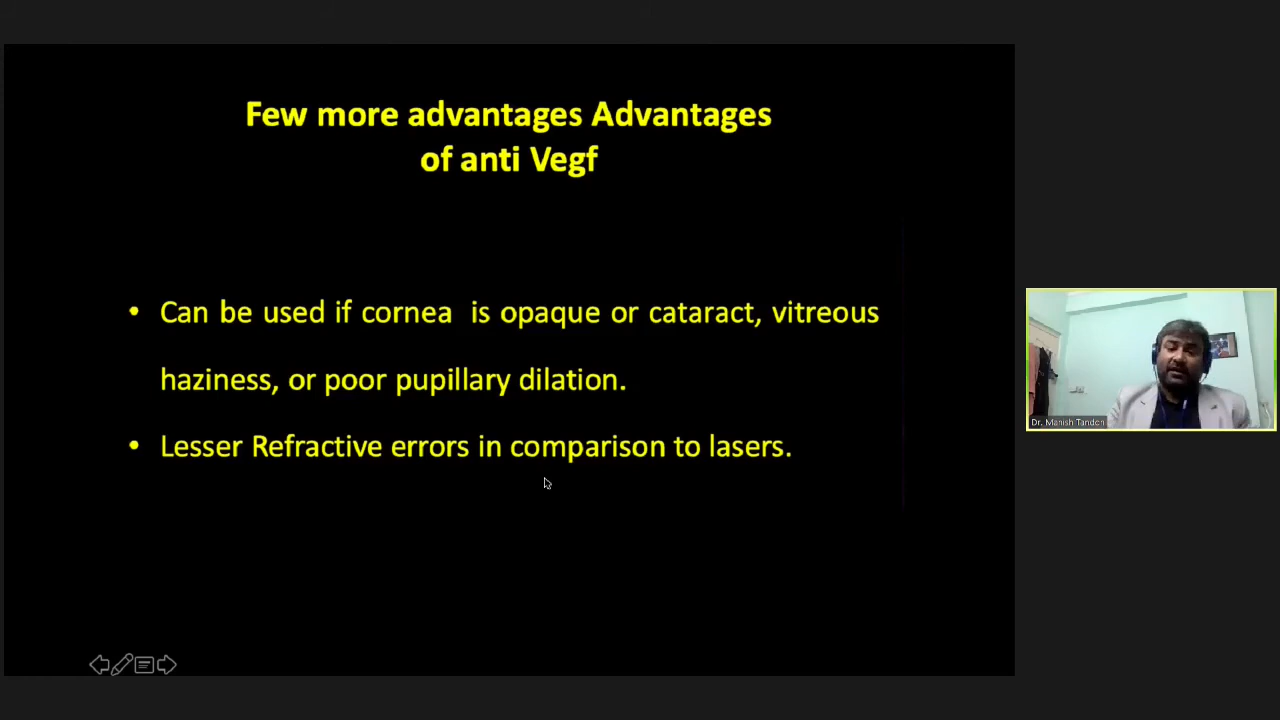 Few more advantages Advantages
of anti Vegf
• Can be used if cornea is opaque or cataract, vitreous
haziness, or poor pupillary dilation.
• Lesser Refractive errors in comparison to lasers.
Dr. Manish Tandon